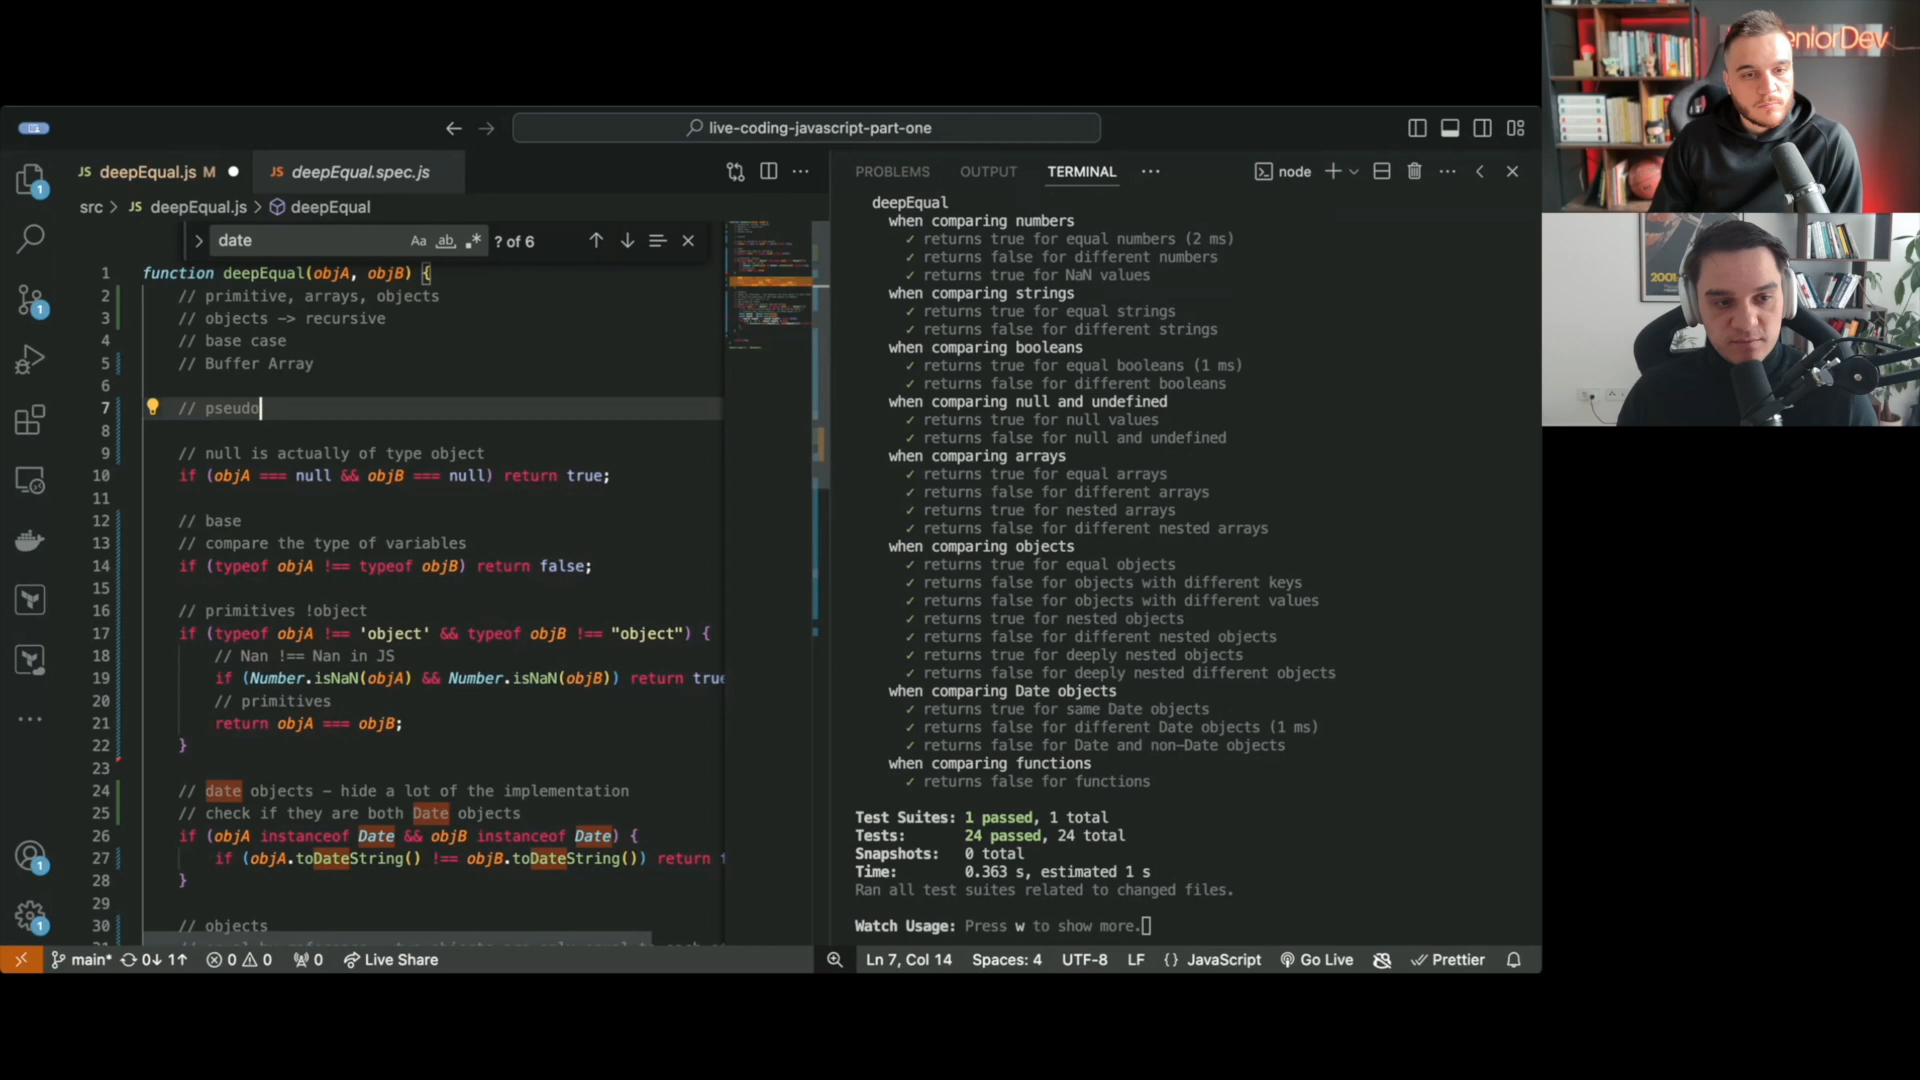 eniorDev
2001
live-coding-javascript-part-one
JS deepEqual.js M
JS deepEqual.spec.js
src > JS deepEqual.js > deepEqual
date
Aa ab .* ? of 6
1 function deepEqual(objA, objB) {
2 // primitive, arrays, objects
3 // objects -> recursive
4 // base case
5 // Buffer Array
6
7 // pseudo
8
9 // null is actually of type object
10 if (objA === null && objB === null) return true;
11
12 // base
13 // compare the type of variables
14 if (typeof objA !== typeof objB) return false;
15
16 // primitives !object
17 if (typeof objA !== 'object' && typeof objB !== "object") {
18 // Nan !== Nan in JS
19 if (Number.isNaN(objA) && Number.isNaN(objB)) return true
20 // primitives
21 return objA === objB;
22 }
23
24 // date objects - hide a lot of the implementation
25 // check if they are both Date objects
26 if (objA instanceof Date && objB instanceof Date) {
27 if (objA.toDateString() !== objB.toDateString()) return
28 }
29
30 // objects
PROBLEMS OUTPUT TERMINAL
node
deepEqual
when comparing numbers
✓ returns true for equal numbers (2 ms)
✓ returns false for different numbers
✓ returns true for NaN values
when comparing strings
✓ returns true for equal strings
✓ returns false for different strings
when comparing booleans
✓ returns true for equal booleans (1 ms)
✓ returns false for different booleans
when comparing null and undefined
✓ returns true for null values
✓ returns false for null and undefined
when comparing arrays
✓ returns true for equal arrays
✓ returns false for different arrays
✓ returns true for nested arrays
✓ returns false for different nested arrays
when comparing objects
✓ returns true for equal objects
✓ returns false for objects with different keys
✓ returns false for objects with different values
✓ returns true for nested objects
✓ returns false for different nested objects
✓ returns true for deeply nested objects
✓ returns false for deeply nested different objects
when comparing Date objects
✓ returns true for same Date objects
✓ returns false for different Date objects (1 ms)
✓ returns false for Date and non-Date objects
when comparing functions
✓ returns false for functions
Test Suites: 1 passed, 1 total
Tests: 24 passed, 24 total
Snapshots: 0 total
Time: 0.363 s, estimated 1 s
Ran all test suites related to changed files.
Watch Usage: Press w to show more.
main* 0↓ 1↑ 0 0 0 Live Share
Ln 7, Col 14 Spaces: 4 UTF-8 LF {} JavaScript Go Live Prettier